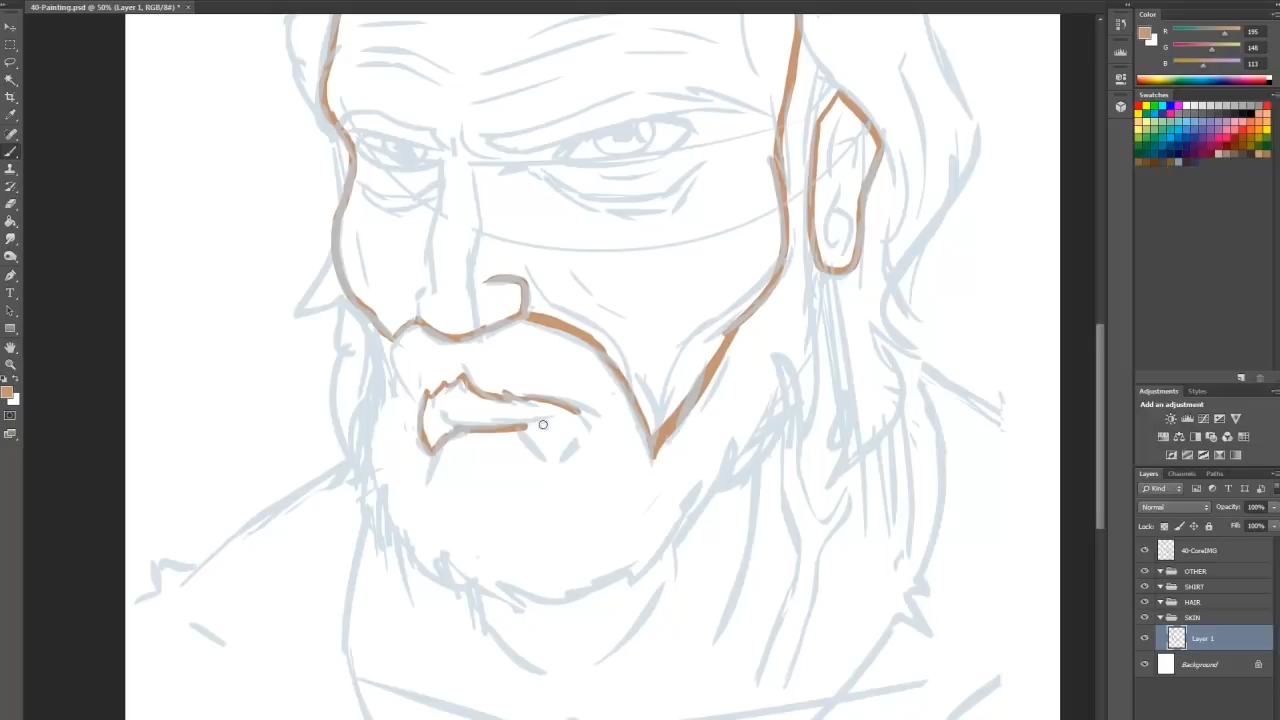 40-Painting.psd @ 50% (Layer 1, RGB/8#) * ×
Color
R 195
G 148
B 113
Swatches
Adjustments Styles
Add an adjustment
Layers Channels Paths
Kind
Normal Opacity: 100%
Lock: Fill: 100%
40-CoreIMG
OTHER
SHIRT
HAIR
SKIN
Layer 1
Background